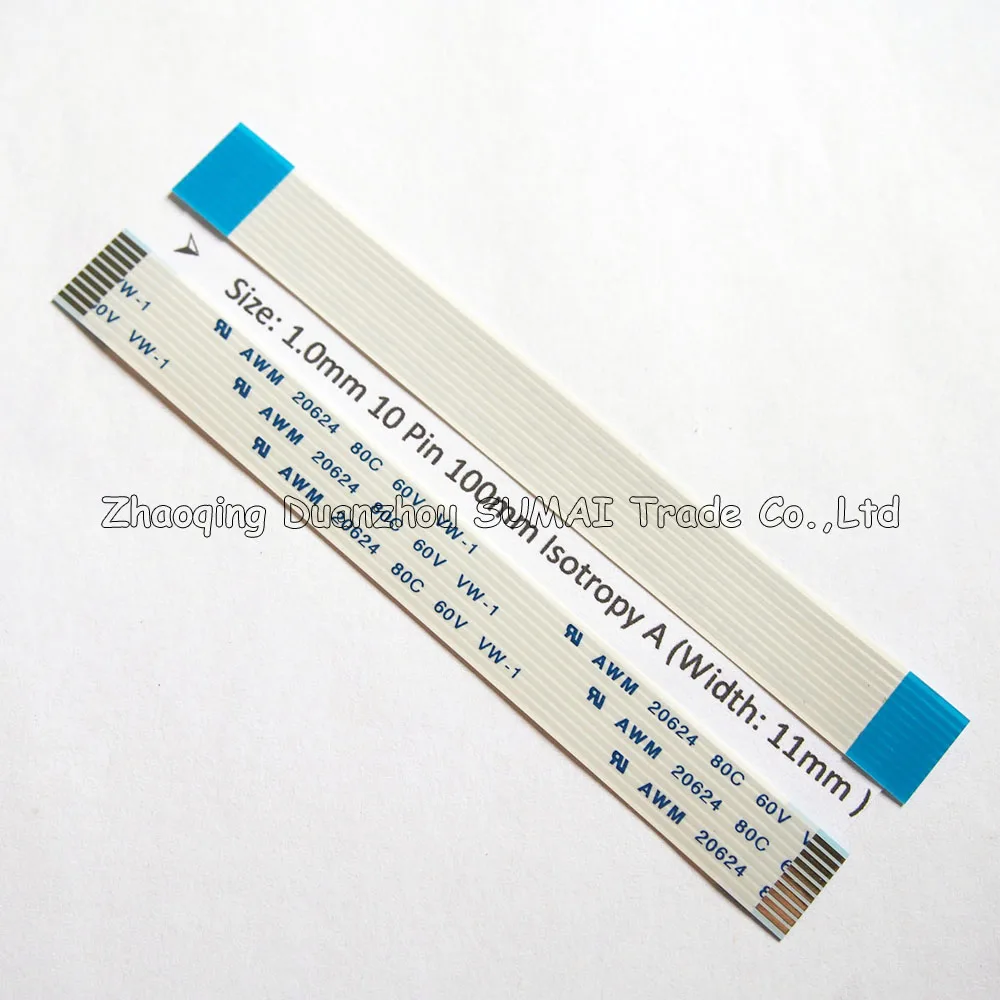 ➢ Size: 1.0mm 10 Pin 100mm Isotropy A (Width: 11mm )
VW-1
60V VW-1
AWM 20624 80C 60V VW-1
AWM 20624 80C 60V VW-1
AWM 20624 80C 60V VW-1
AWM 20624 80C 60V V
AWM 20624 80C 6
AWM 20624 8
Zhaoqing Duanzhou SUMAI Trade Co.,Ltd